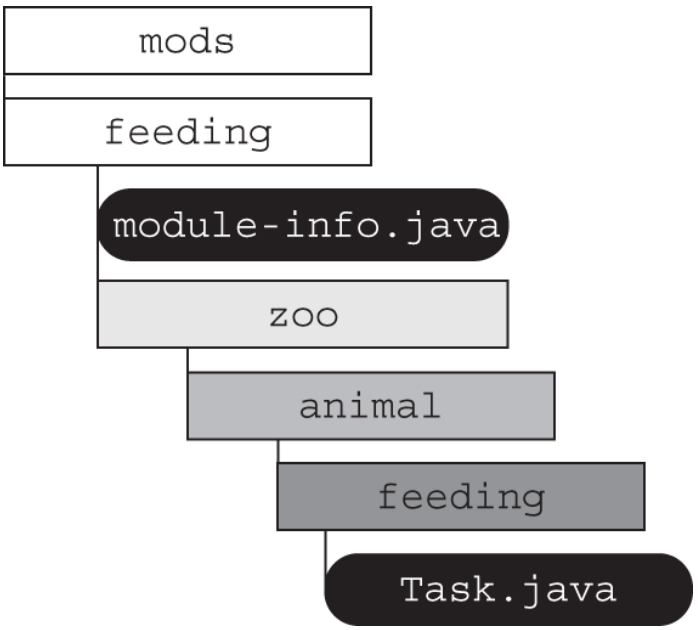 mods
feeding
module-info.java
zoo
animal
feeding
Task.java